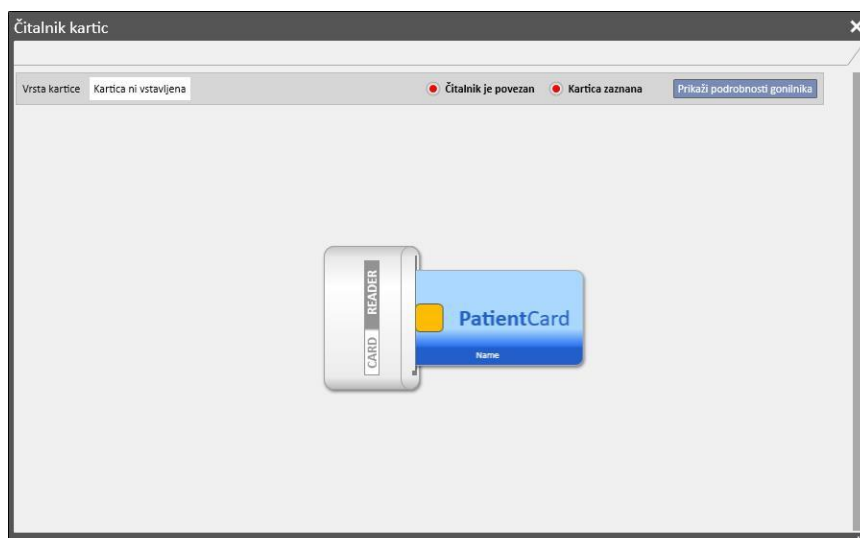 Čitalnik kartic
Vrsta kartice Kartica ni vstavljena Čitalnik je povezan Kartica zaznana Prikaži podrobnosti gonilnika
CARD READER
PatientCard
Name